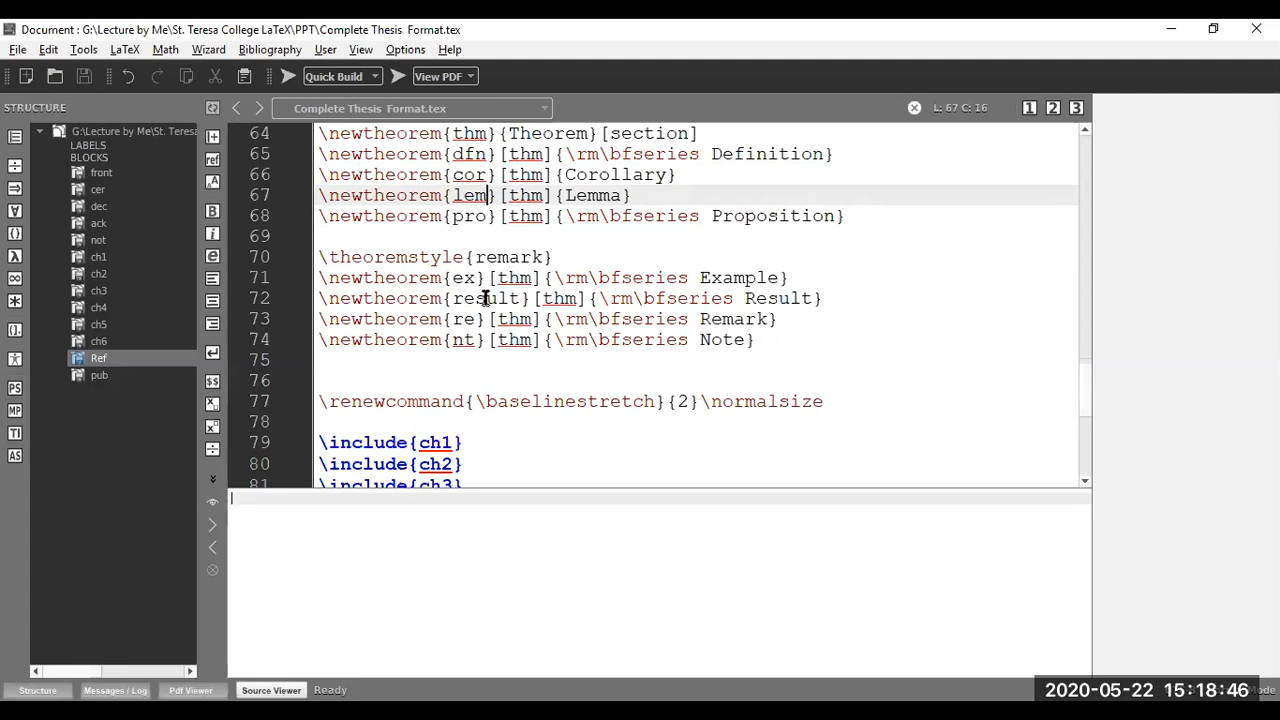 Document : G:\Lecture by Me\St. Teresa College LaTeX\PPT\Complete Thesis Format.tex
File Edit Tools LaTeX Math Wizard Bibliography User View Options Help
Quick Build View PDF
STRUCTURE Complete Thesis Format.tex L: 67 C: 16 1 2 3
G:\Lecture by Me\St. Teresa
LABELS
BLOCKS
front
cer
dec
ack
not
ch1
ch2
ch3
ch4
ch5
ch6
Ref
pub
64 \newtheorem{thm}{Theorem}[section]
65 \newtheorem{dfn}[thm]{\rm\bfseries Definition}
66 \newtheorem{cor}[thm]{Corollary}
67 \newtheorem{lem}[thm]{Lemma}
68 \newtheorem{pro}[thm]{\rm\bfseries Proposition}
69
70 \theoremstyle{remark}
71 \newtheorem{ex}[thm]{\rm\bfseries Example}
72 \newtheorem{result}[thm]{\rm\bfseries Result}
73 \newtheorem{re}[thm]{\rm\bfseries Remark}
74 \newtheorem{nt}[thm]{\rm\bfseries Note}
75
76
77 \renewcommand{\baselinestretch}{2}\normalsize
78
79 \include{ch1}
80 \include{ch2}
81 \include{ch3}
Structure Messages / Log Pdf Viewer Source Viewer Ready
2020-05-22 15:18:46